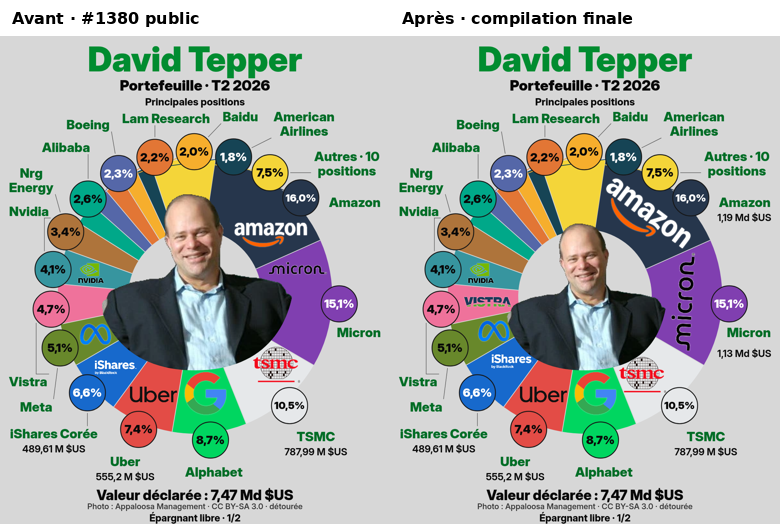 Avant · #1380 public
David Tepper
Portefeuille · T2 2026
Principales positions
Lam Research
Baidu
American
Airlines
Boeing
Alibaba
Autres · 10
positions
Nrg
Energy
Amazon
Nvidia
2,3%
2,2%
2,0%
1,8%
7,5%
16,0%
2,6%
3,4%
4,1%
4,7%
5,1%
6,6%
7,4%
8,7%
10,5%
15,1%
amazon
micron
NVIDIA
iShares
by BlackRock
Uber
G
tsmc
Micron
Vistra
Meta
iShares Corée
489,61 M $US
Uber
555,2 M $US
Alphabet
TSMC
787,99 M $US
Valeur déclarée : 7,47 Md $US
Photo : Appaloosa Management · CC BY-SA 3.0 · détourée
Épargnant libre · 1/2
Après · compilation finale
David Tepper
Portefeuille · T2 2026
Principales positions
Lam Research
Baidu
American
Airlines
Boeing
Alibaba
Autres · 10
positions
Nrg
Energy
Amazon
1,19 Md $US
Nvidia
2,3%
2,2%
2,0%
1,8%
7,5%
16,0%
2,6%
3,4%
4,1%
4,7%
5,1%
6,6%
7,4%
8,7%
10,5%
15,1%
amazon
micron
NVIDIA
VISTRA
iShares
by BlackRock
Uber
G
tsmc
Micron
1,13 Md $US
Vistra
Meta
iShares Corée
489,61 M $US
Uber
555,2 M $US
Alphabet
TSMC
787,99 M $US
Valeur déclarée : 7,47 Md $US
Photo : Appaloosa Management · CC BY-SA 3.0 · détourée
Épargnant libre · 1/2